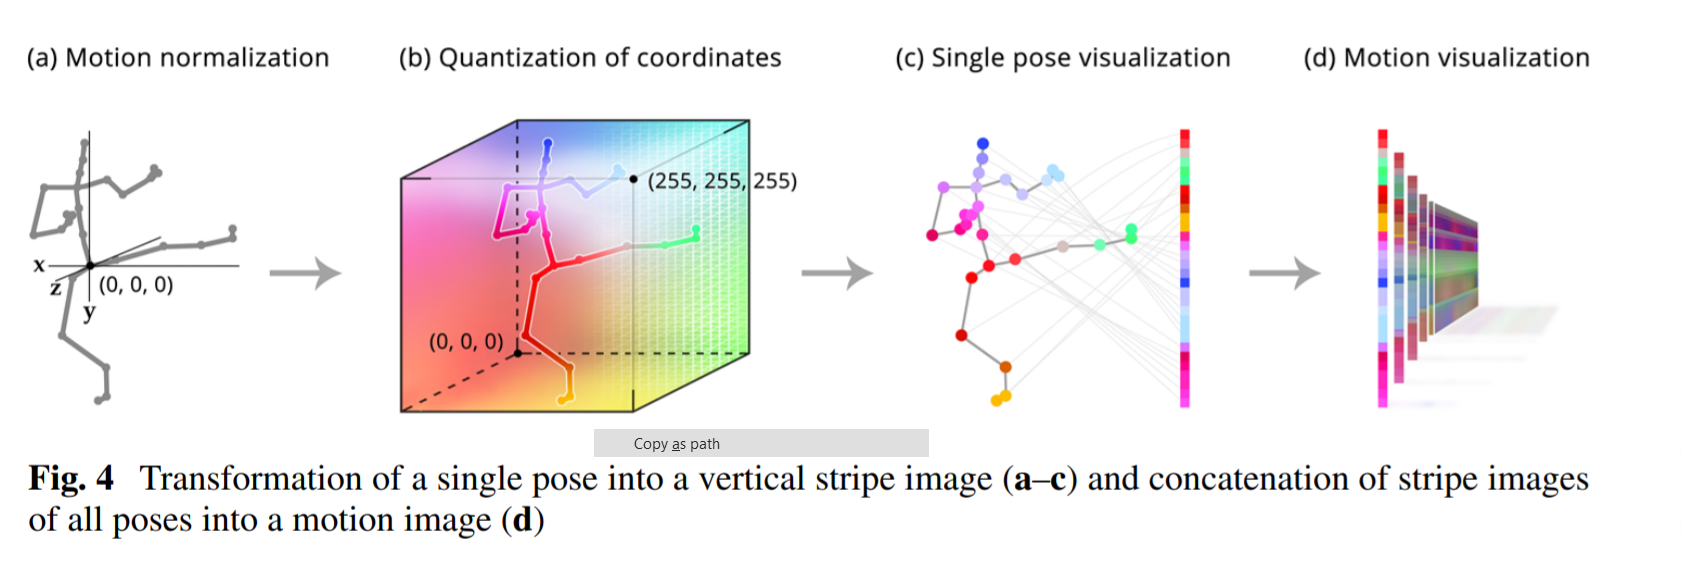 (a) Motion normalization
(b) Quantization of coordinates
(c) Single pose visualization
(d) Motion visualization
(255, 255, 255)
x
z
(0, 0, 0)
y
(0, 0, 0)
Copy as path
Fig. 4 Transformation of a single pose into a vertical stripe image (a–c) and concatenation of stripe images
of all poses into a motion image (d)